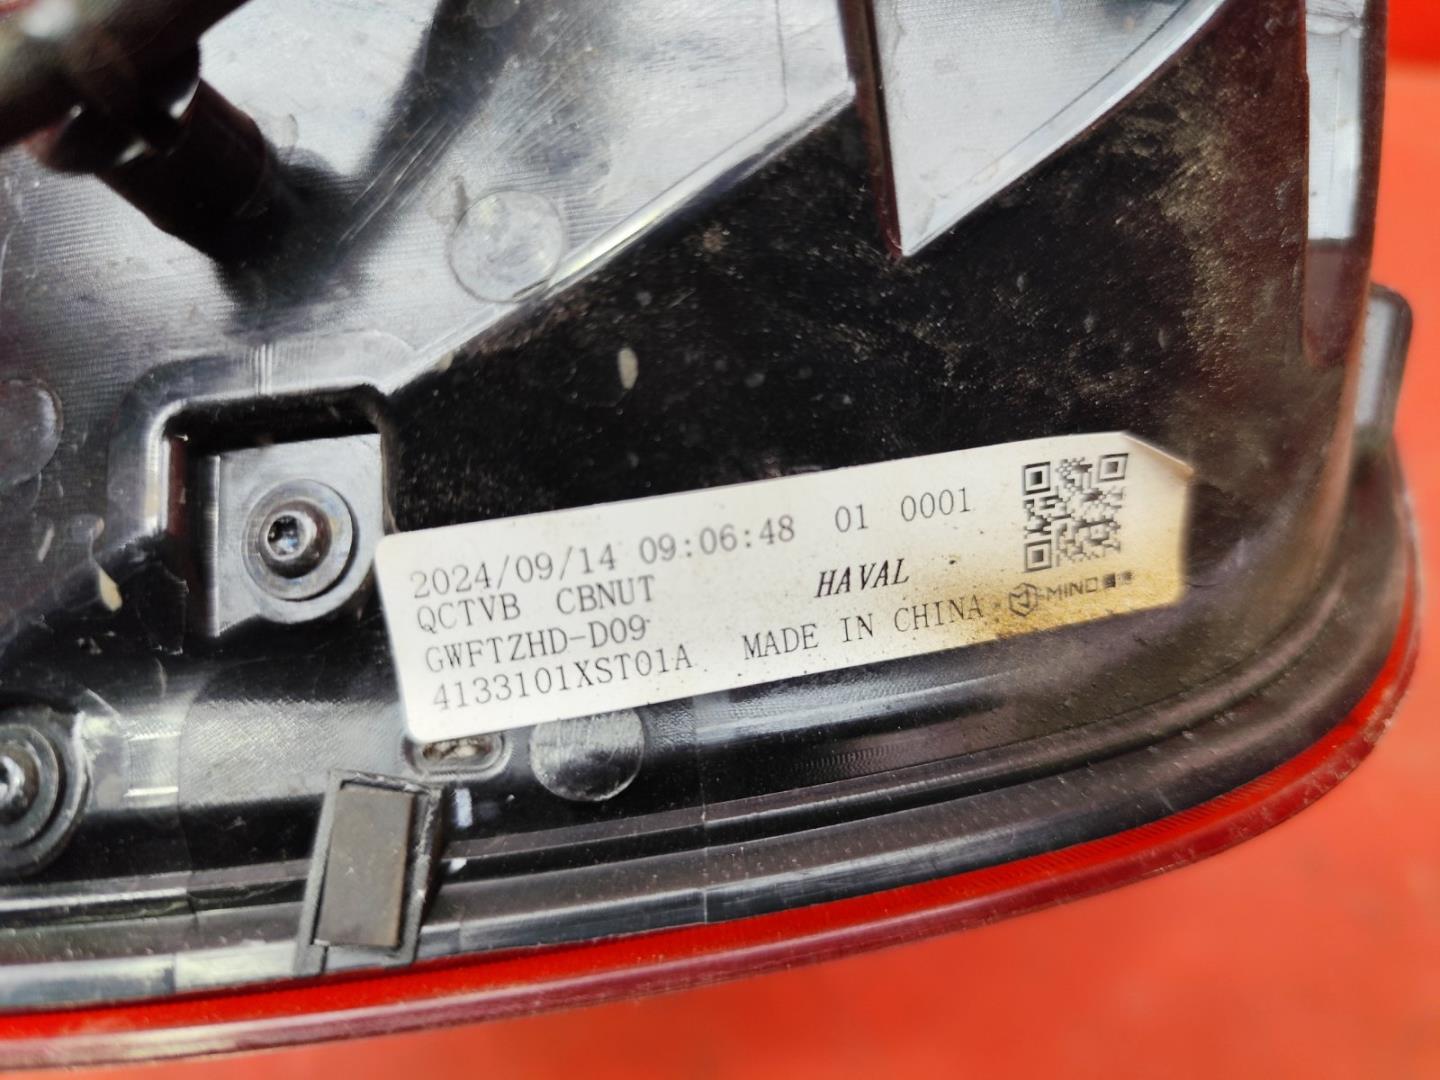 2024/09/14 09:06:48 01 0001
QCTVB CBNUT
HAVAL
GWFTZHD-D09
4133101XST01A MADE IN CHINA
MIND